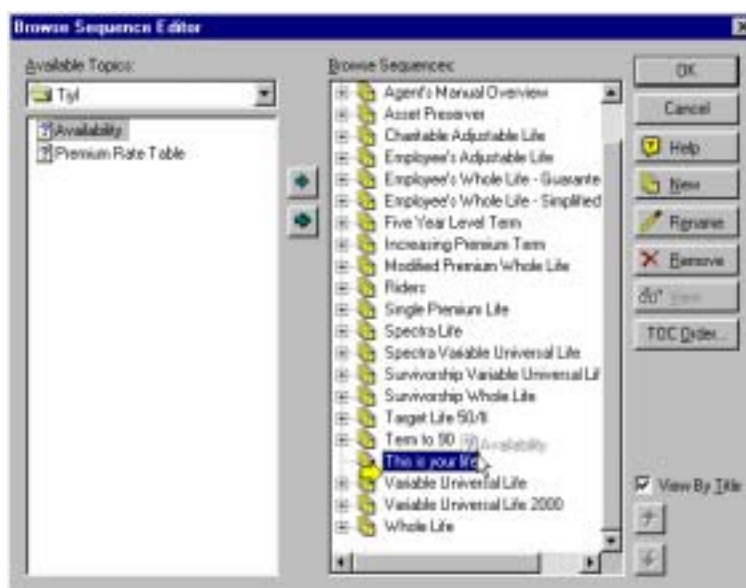 Browse Sequence Editor
Available Topics:
Tiyl
Availability
Premium Rate Table
Browse Sequences:
Agent's Manual Overview
Asset Preserver
Charitable Adjustable Life
Employee's Adjustable Life
Employee's Whole Life - Guarante
Employee's Whole Life - Simplified
Five Year Level Term
Increasing Premium Term
Modified Premium Whole Life
Riders
Single Premium Life
Spectra Life
Spectra Variable Universal Life
Survivorship Variable Universal Lif
Survivorship Whole Life
Target Life 50/
Term to 90
Availability
This is your life
Variable Universal Life
Variable Universal Life 2000
Whole Life
OK
Cancel
Help
New
Rename
Remove
View
TOC Order...
View By Title